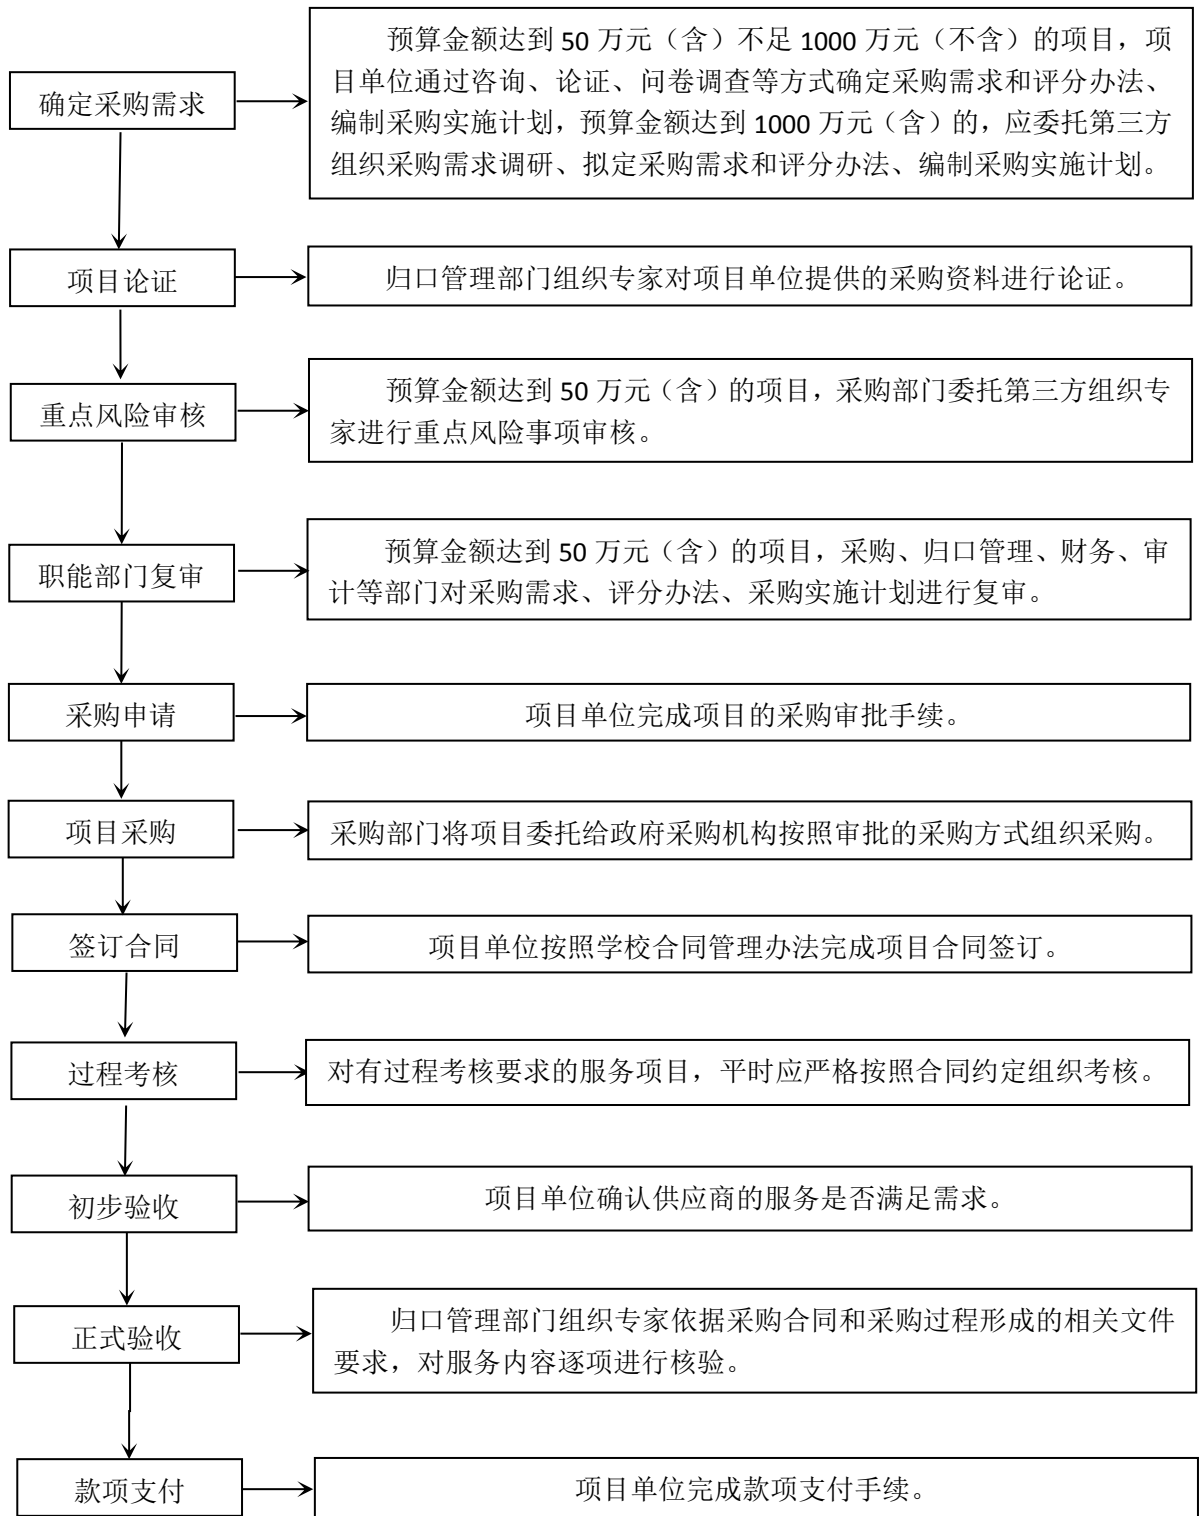 确定采购需求
预算金额达到 50 万元（含）不足 1000 万元（不含）的项目，项
目单位通过咨询、论证、问卷调查等方式确定采购需求和评分办法、
编制采购实施计划，预算金额达到 1000 万元（含）的，应委托第三方
组织采购需求调研、拟定采购需求和评分办法、编制采购实施计划。
项目论证
归口管理部门组织专家对项目单位提供的采购资料进行论证。
重点风险审核
预算金额达到 50 万元（含）的项目，采购部门委托第三方组织专
家进行重点风险事项审核。
职能部门复审
预算金额达到 50 万元（含）的项目，采购、归口管理、财务、审
计等部门对采购需求、评分办法、采购实施计划进行复审。
采购申请
项目单位完成项目的采购审批手续。
项目采购
采购部门将项目委托给政府采购机构按照审批的采购方式组织采购。
签订合同
项目单位按照学校合同管理办法完成项目合同签订。
过程考核
对有过程考核要求的服务项目，平时应严格按照合同约定组织考核。
初步验收
项目单位确认供应商的服务是否满足需求。
正式验收
归口管理部门组织专家依据采购合同和采购过程形成的相关文件
要求，对服务内容逐项进行核验。
款项支付
项目单位完成款项支付手续。